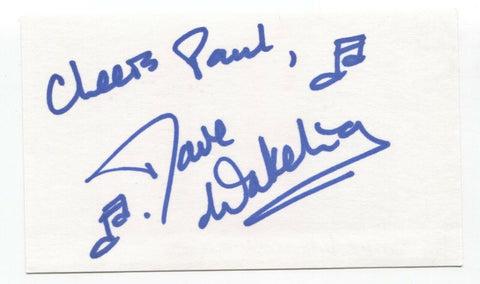 Cheers Paul,
Dave
Wakeling